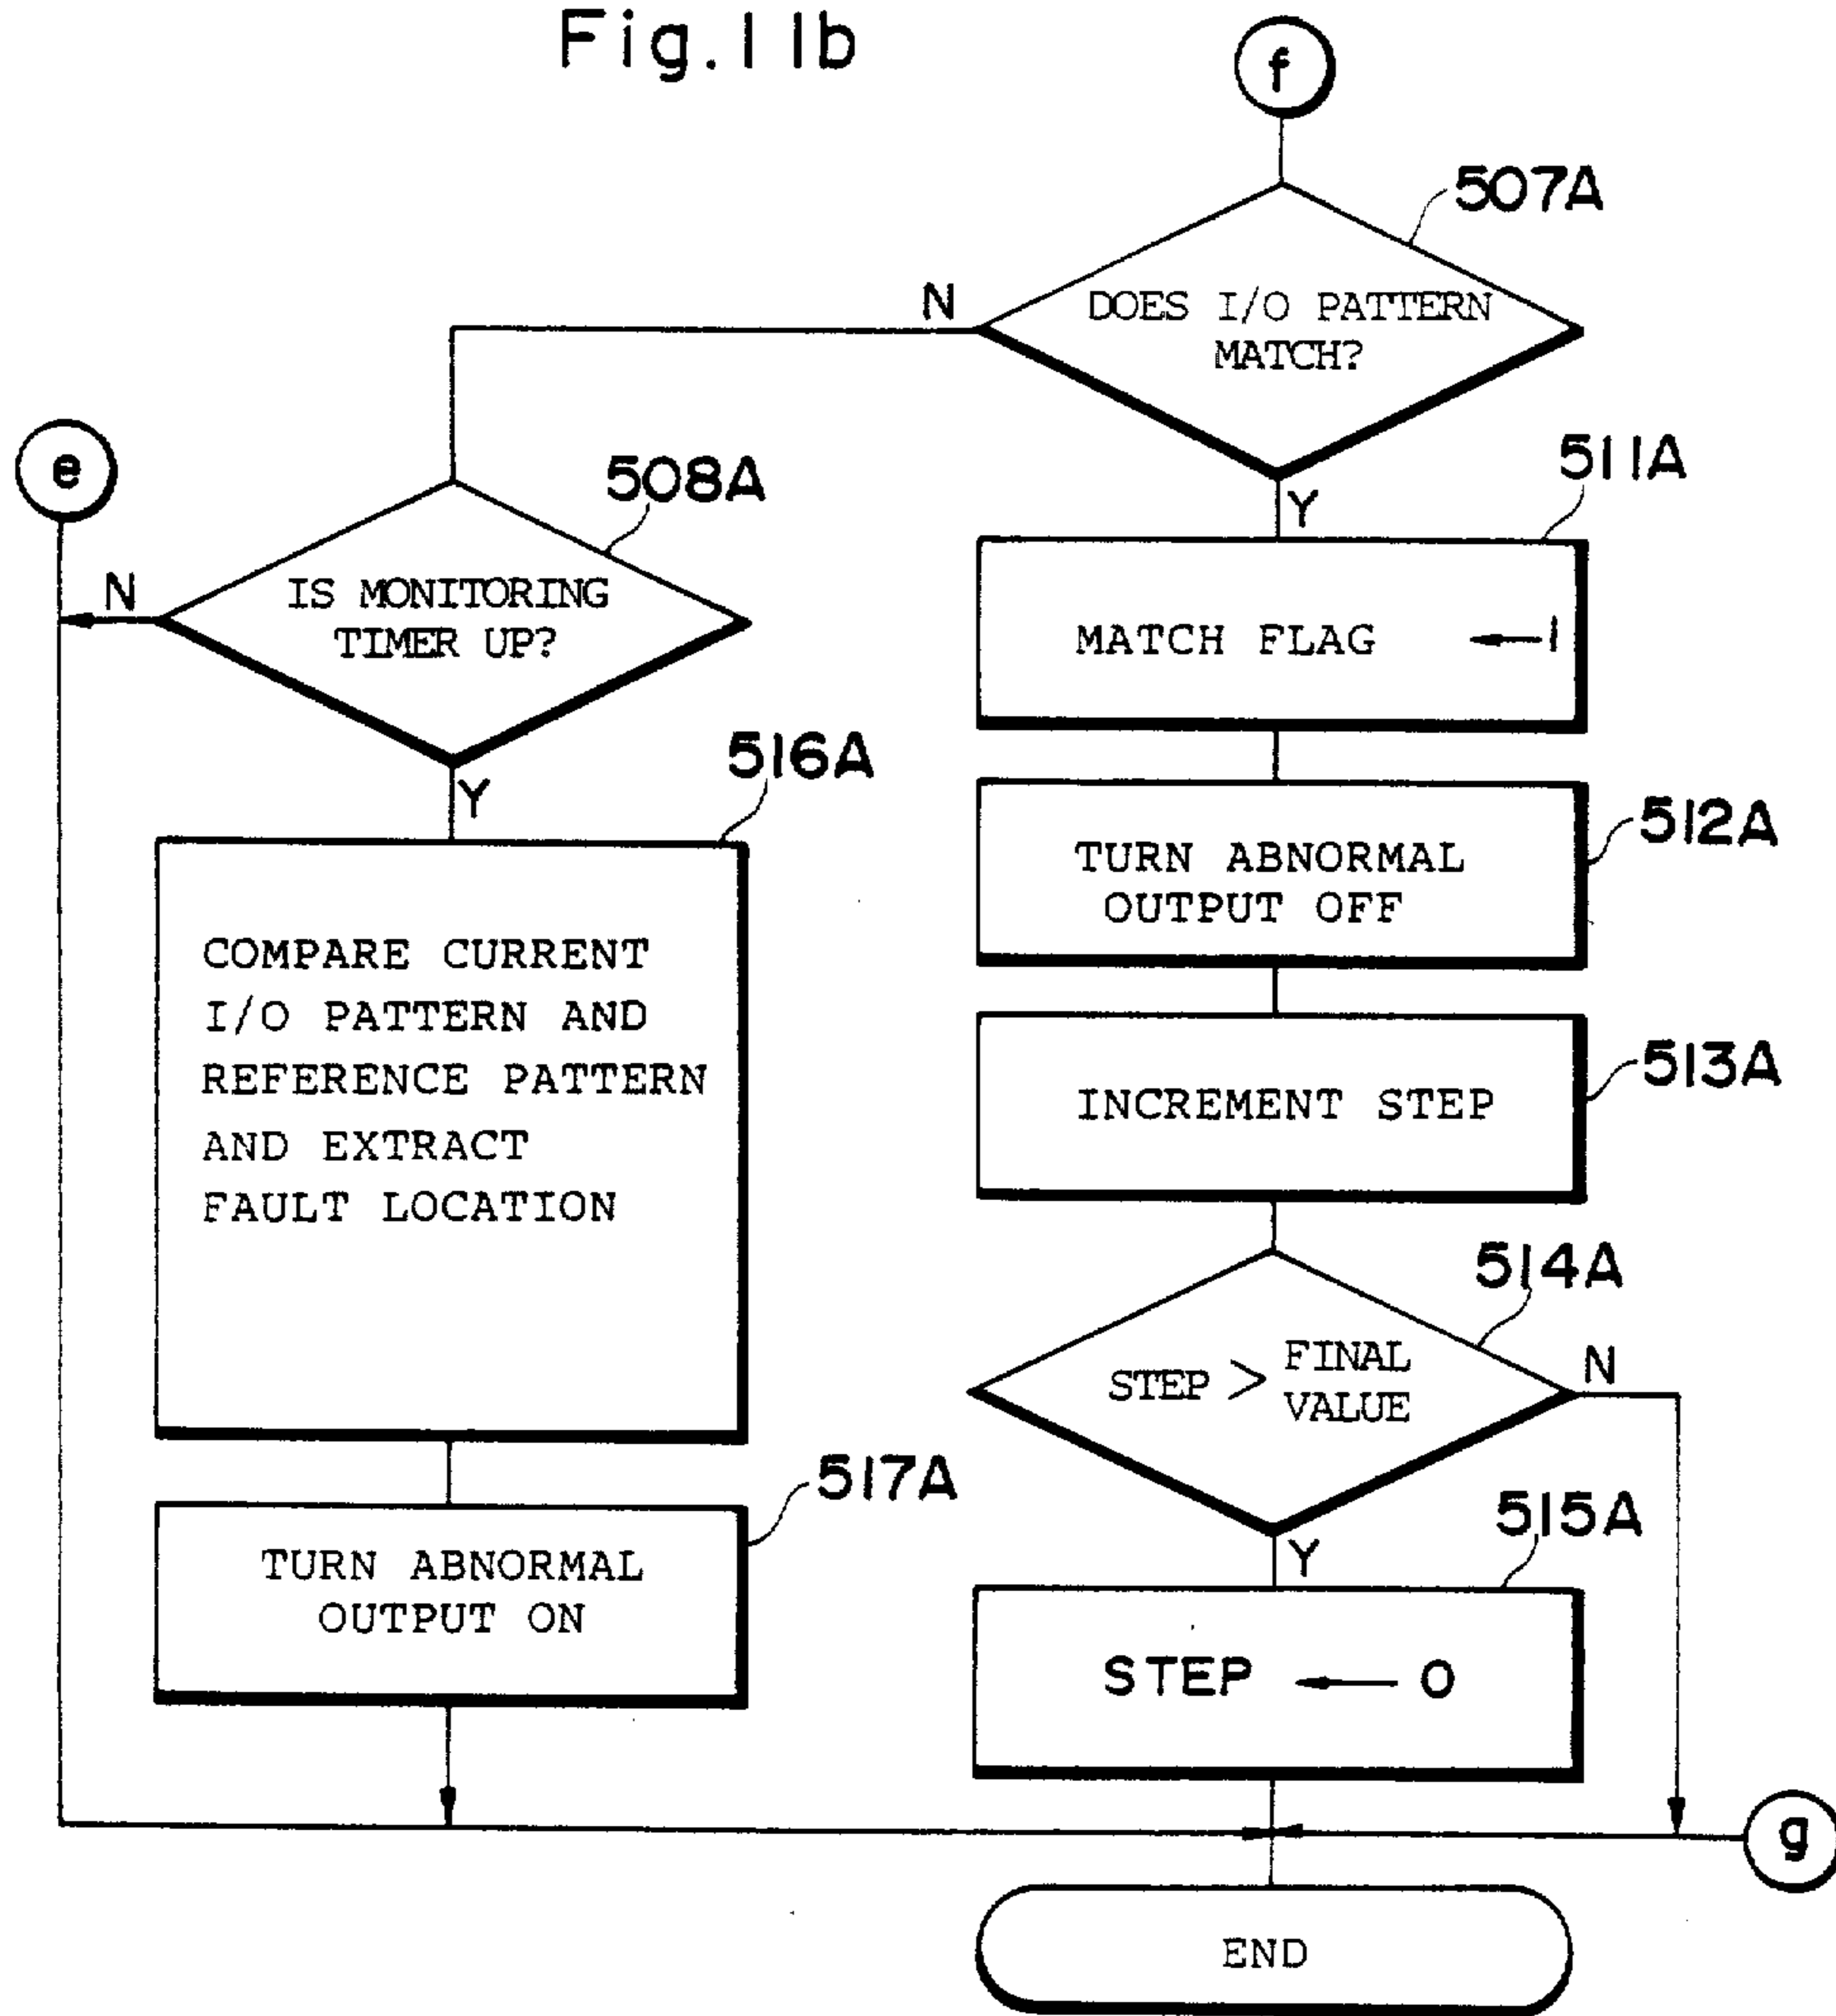 Fig.11b
f
507A
N
DOES I/O PATTERN
MATCH?
Y
e
508A
N
IS MONITORING
TIMER UP?
Y
511A
MATCH FLAG ← 1
516A
COMPARE CURRENT
I/O PATTERN AND
REFERENCE PATTERN
AND EXTRACT
FAULT LOCATION
512A
TURN ABNORMAL
OUTPUT OFF
513A
INCREMENT STEP
514A
STEP > FINAL
VALUE
N
Y
517A
TURN ABNORMAL
OUTPUT ON
515A
STEP ← 0
g
END